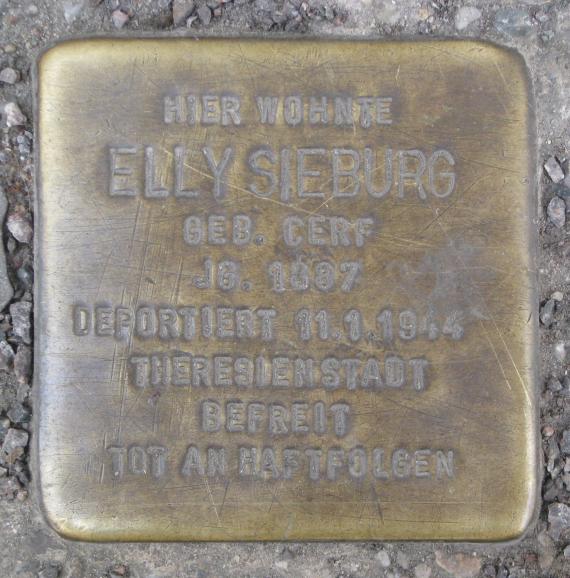 HIER WOHNTE
ELLY SIEBURG
GEB. CERF
JG. 1887
DEPORTIERT 11.1.1944
THERESIENSTADT
BEFREIT
TOT AN HAFTFOLGEN